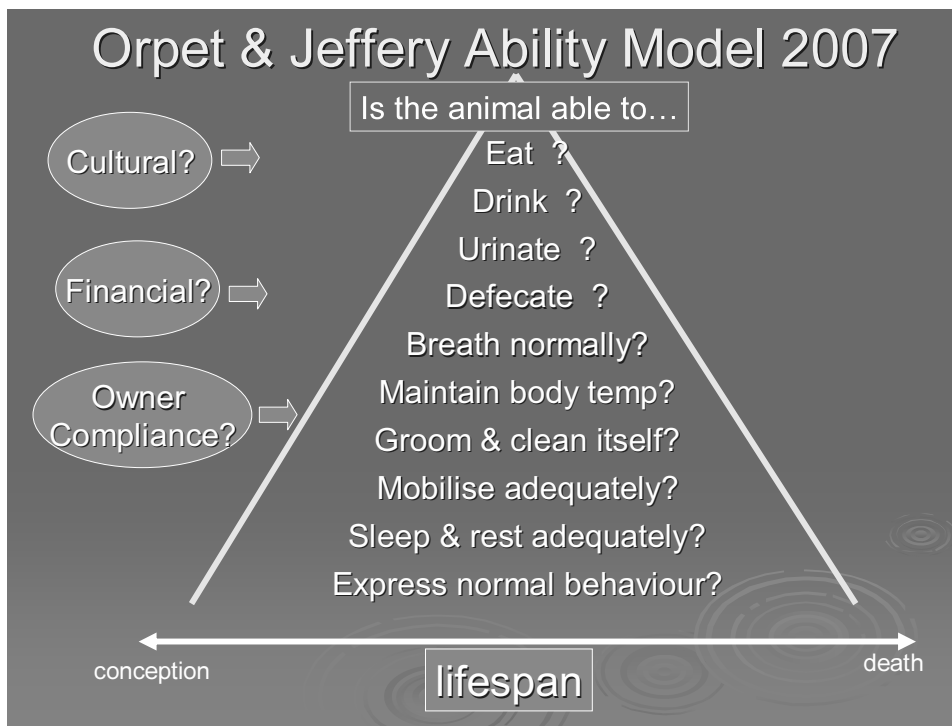 Orpet & Jeffery Ability Model 2007
Is the animal able to…
Cultural?
Financial?
Owner
Compliance?
Eat ?
Drink ?
Urinate ?
Defecate ?
Breath normally?
Maintain body temp?
Groom & clean itself?
Mobilise adequately?
Sleep & rest adequately?
Express normal behaviour?
conception
lifespan
death